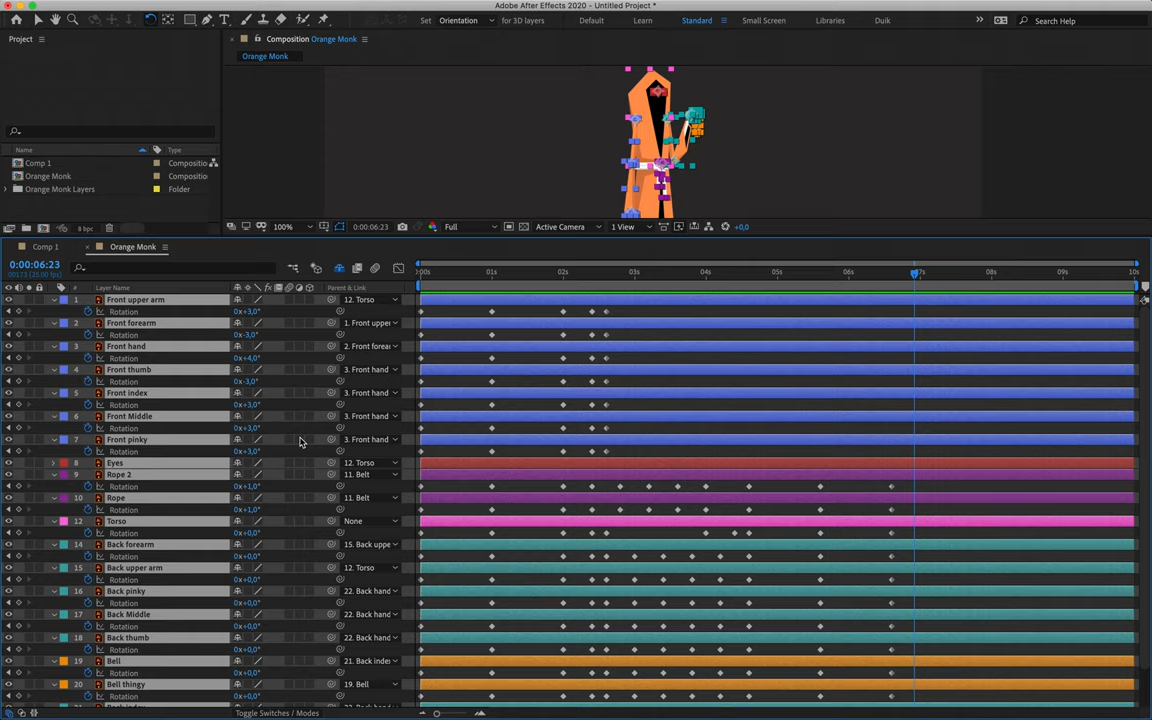 Adobe After Effects 2020 - Untitled Project *
Set Orientation for 3D layers Default Learn Standard Small Screen Libraries Duik Search Help
Project
Composition Orange Monk
Orange Monk
Name Type
Comp 1 Compositio
Orange Monk Compositio
Orange Monk Layers Folder
8 bpc
100% Full Active Camera 1 View +0,0
Comp 1 Orange Monk
0:00:06:23
00173 (25.00 fps)
# Layer Name Parent & Link
:00s 01s 02s 03s 04s 05s 06s 07s 08s 09s 10s
1 Front upper arm 12. Torso
Rotation 0x+3,0°
2 Front forearm 1. Front upper
Rotation 0x-3,0°
3 Front hand 2. Front forear
Rotation 0x+4,0°
4 Front thumb 3. Front hand
Rotation 0x-3,0°
5 Front index 3. Front hand
Rotation 0x+3,0°
6 Front Middle 3. Front hand
Rotation 0x+3,0°
7 Front pinky 3. Front hand
Rotation 0x+3,0°
8 Eyes 12. Torso
9 Rope 2 11. Belt
Rotation 0x+1,0°
10 Rope 11. Belt
Rotation 0x+1,0°
12 Torso None
Rotation 0x+0,0°
14 Back forearm 15. Back uppe
Rotation 0x+0,0°
15 Back upper arm 12. Torso
Rotation 0x+0,0°
16 Back pinky 22. Back hand
Rotation 0x+0,0°
17 Back Middle 22. Back hand
Rotation 0x+0,0°
18 Back thumb 22. Back hand
Rotation 0x+0,0°
19 Bell 21. Back index
Rotation 0x+0,0°
20 Bell thingy 19. Bell
Rotation 0x+0,0°
Toggle Switches / Modes